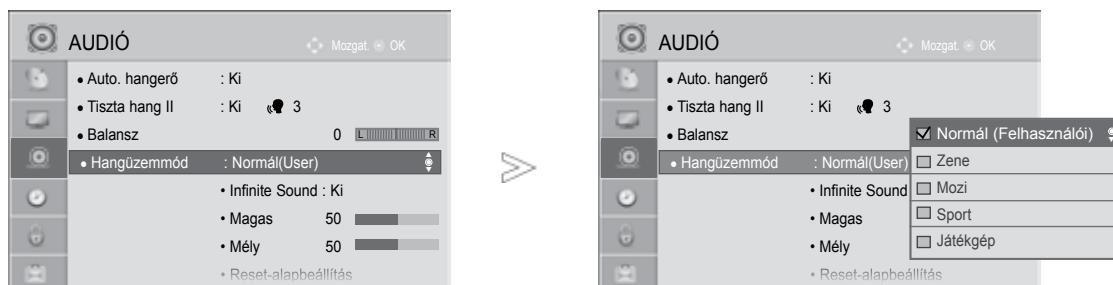 AUDIÓ Mozgat. OK
• Auto. hangerő : Ki
• Tiszta hang II : Ki 3
• Balansz 0 L R
• Hangüzemmód : Normál(User)
• Infinite Sound : Ki
• Magas 50
• Mély 50
• Reset-alapbeállítás
AUDIÓ Mozgat. OK
• Auto. hangerő : Ki
• Tiszta hang II : Ki 3
• Balansz
• Hangüzemmód : Normál(User)
• Infinite Sound
• Magas
• Mély
• Reset-alapbeállítás
Normál (Felhasználói)
Zene
Mozi
Sport
Játékgép